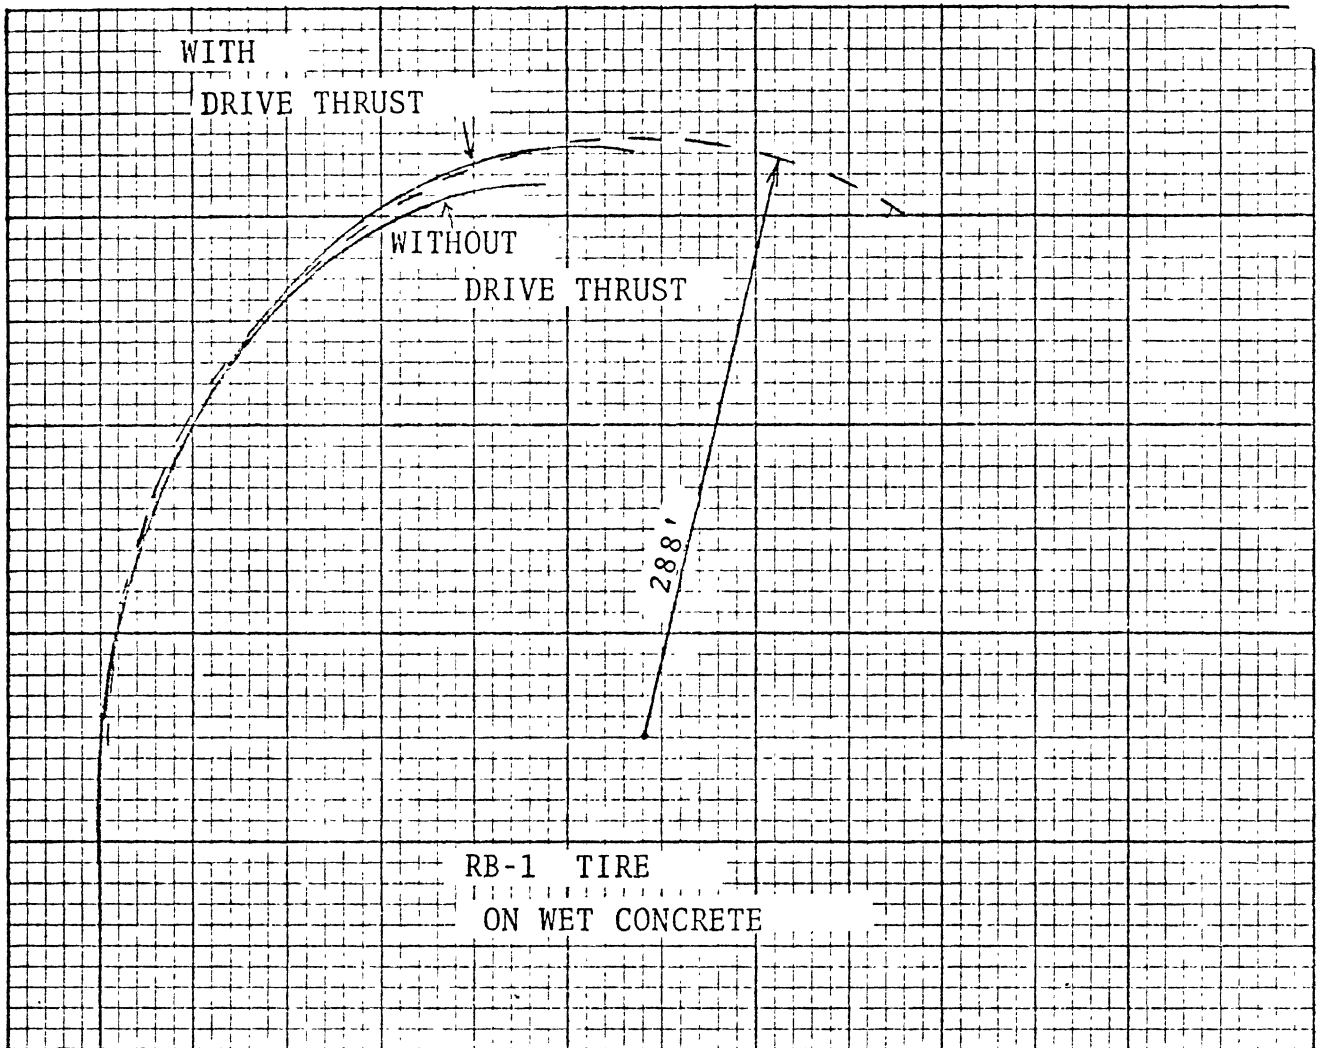 WITH
DRIVE THRUST
WITHOUT
DRIVE THRUST
288'
RB-1 TIRE
ON WET CONCRETE